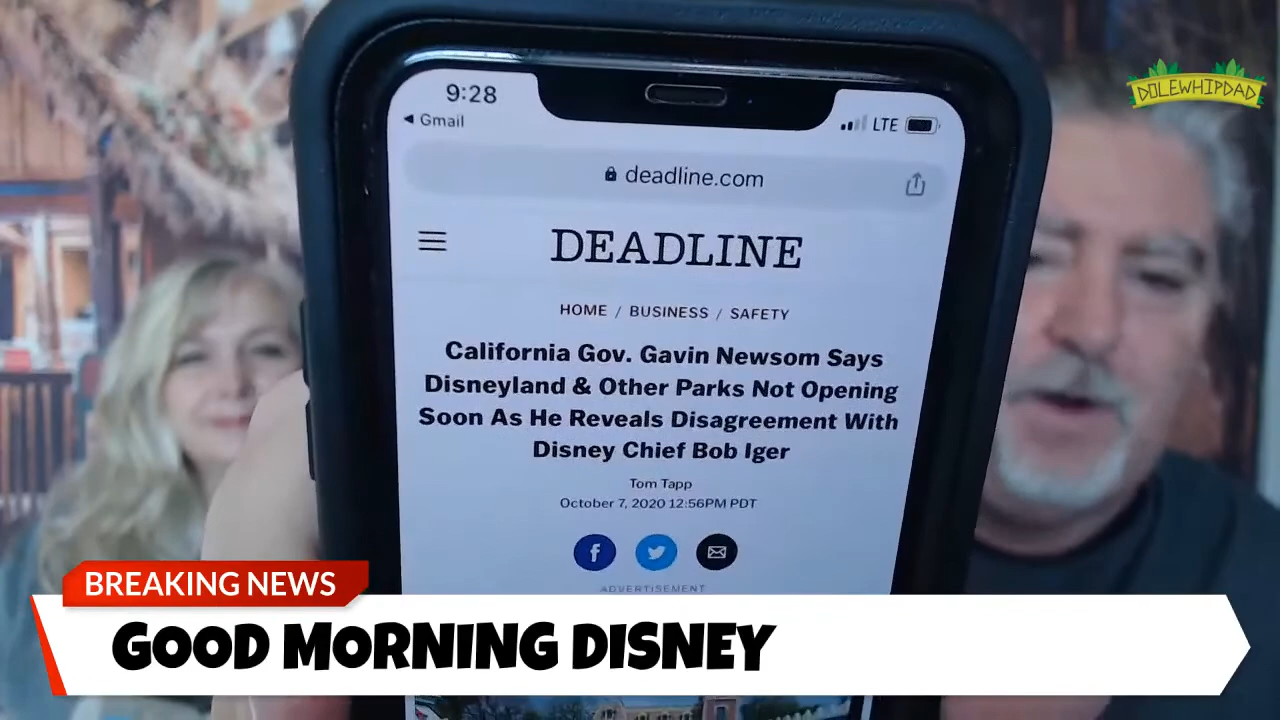 DOLEWHIPDAD
9:28
Gmail
LTE
deadline.com
DEADLINE
HOME / BUSINESS / SAFETY
California Gov. Gavin Newsom Says
Disneyland & Other Parks Not Opening
Soon As He Reveals Disagreement With
Disney Chief Bob Iger
Tom Tapp
October 7, 2020 12:56PM PDT
ADVERTISEMENT
BREAKING NEWS
GOOD MORNING DISNEY